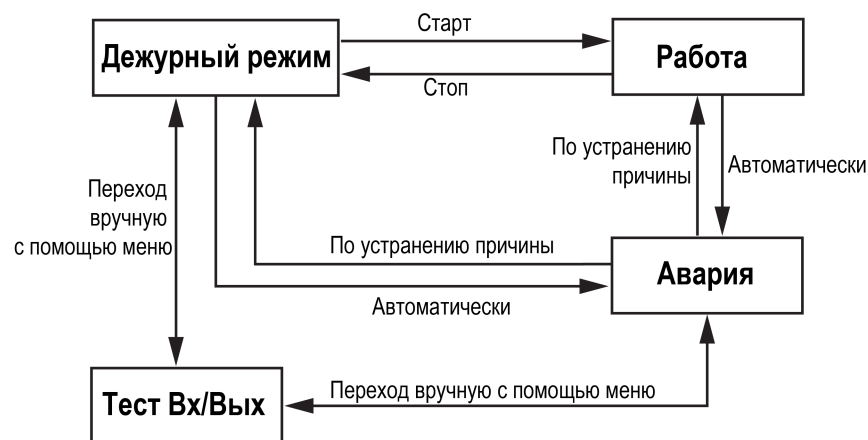 Старт
Дежурный режим
Работа
Стоп
По устранению
причины
Автоматически
Переход
вручную
с помощью меню
По устранению причины
Авария
Автоматически
Тест Вх/Вых
Переход вручную с помощью меню